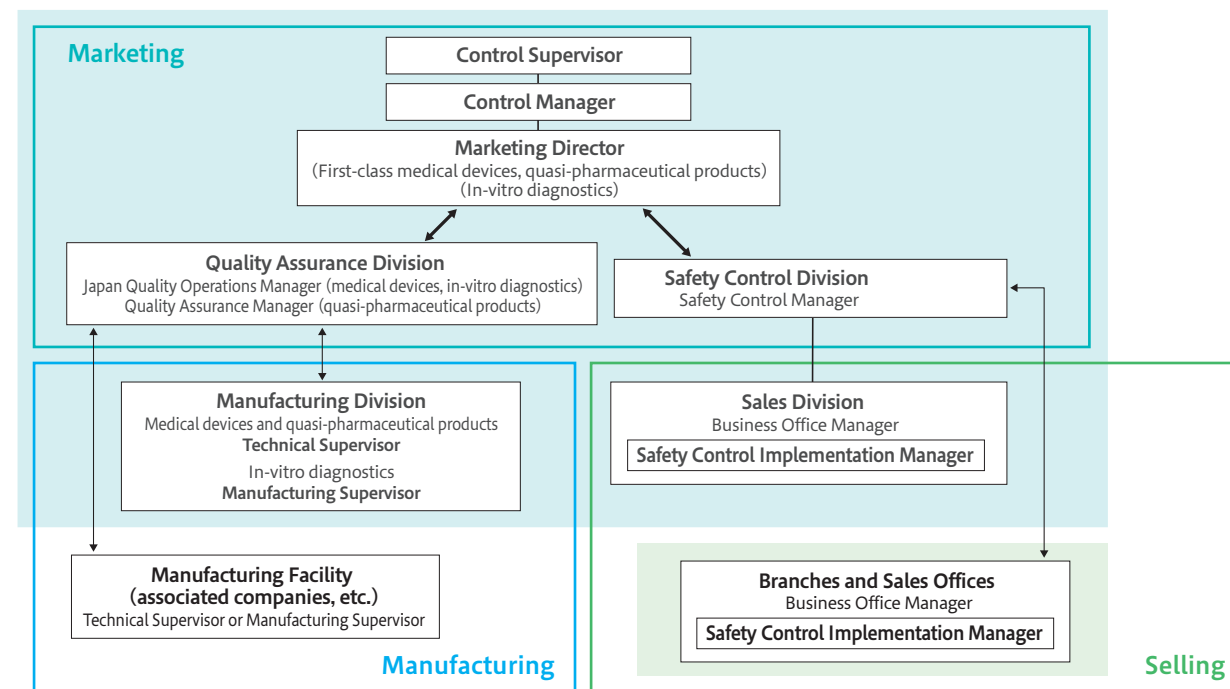 Marketing
Control Supervisor
Control Manager
Marketing Director
(First-class medical devices, quasi-pharmaceutical products)
(In-vitro diagnostics)
Quality Assurance Division
Japan Quality Operations Manager (medical devices, in-vitro diagnostics)
Quality Assurance Manager (quasi-pharmaceutical products)
Safety Control Division
Safety Control Manager
Manufacturing Division
Medical devices and quasi-pharmaceutical products
Technical Supervisor
In-vitro diagnostics
Manufacturing Supervisor
Sales Division
Business Office Manager
Safety Control Implementation Manager
Manufacturing Facility
(associated companies, etc.)
Technical Supervisor or Manufacturing Supervisor
Manufacturing
Branches and Sales Offices
Business Office Manager
Safety Control Implementation Manager
Selling